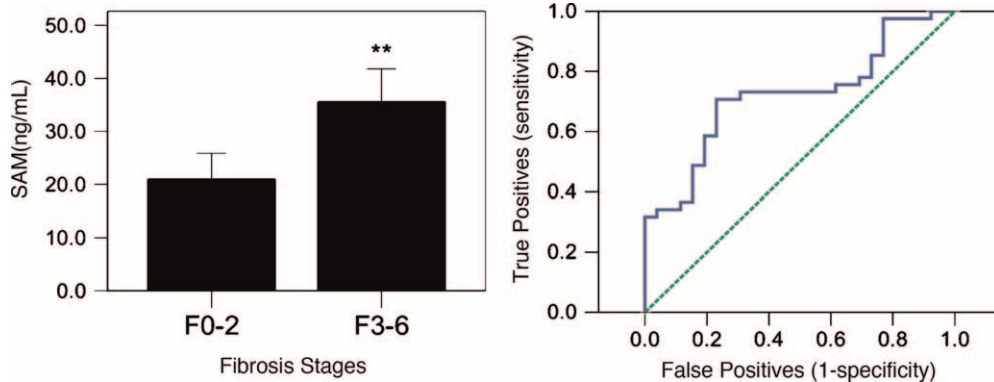 50.0
40.0
30.0
20.0
10.0
0.0
SAM(ng/mL)
**
F0-2 F3-6
Fibrosis Stages
1.0
0.8
0.6
0.4
0.2
0.0
True Positives (sensitivity)
0.0 0.2 0.4 0.6 0.8 1.0
False Positives (1-specificity)